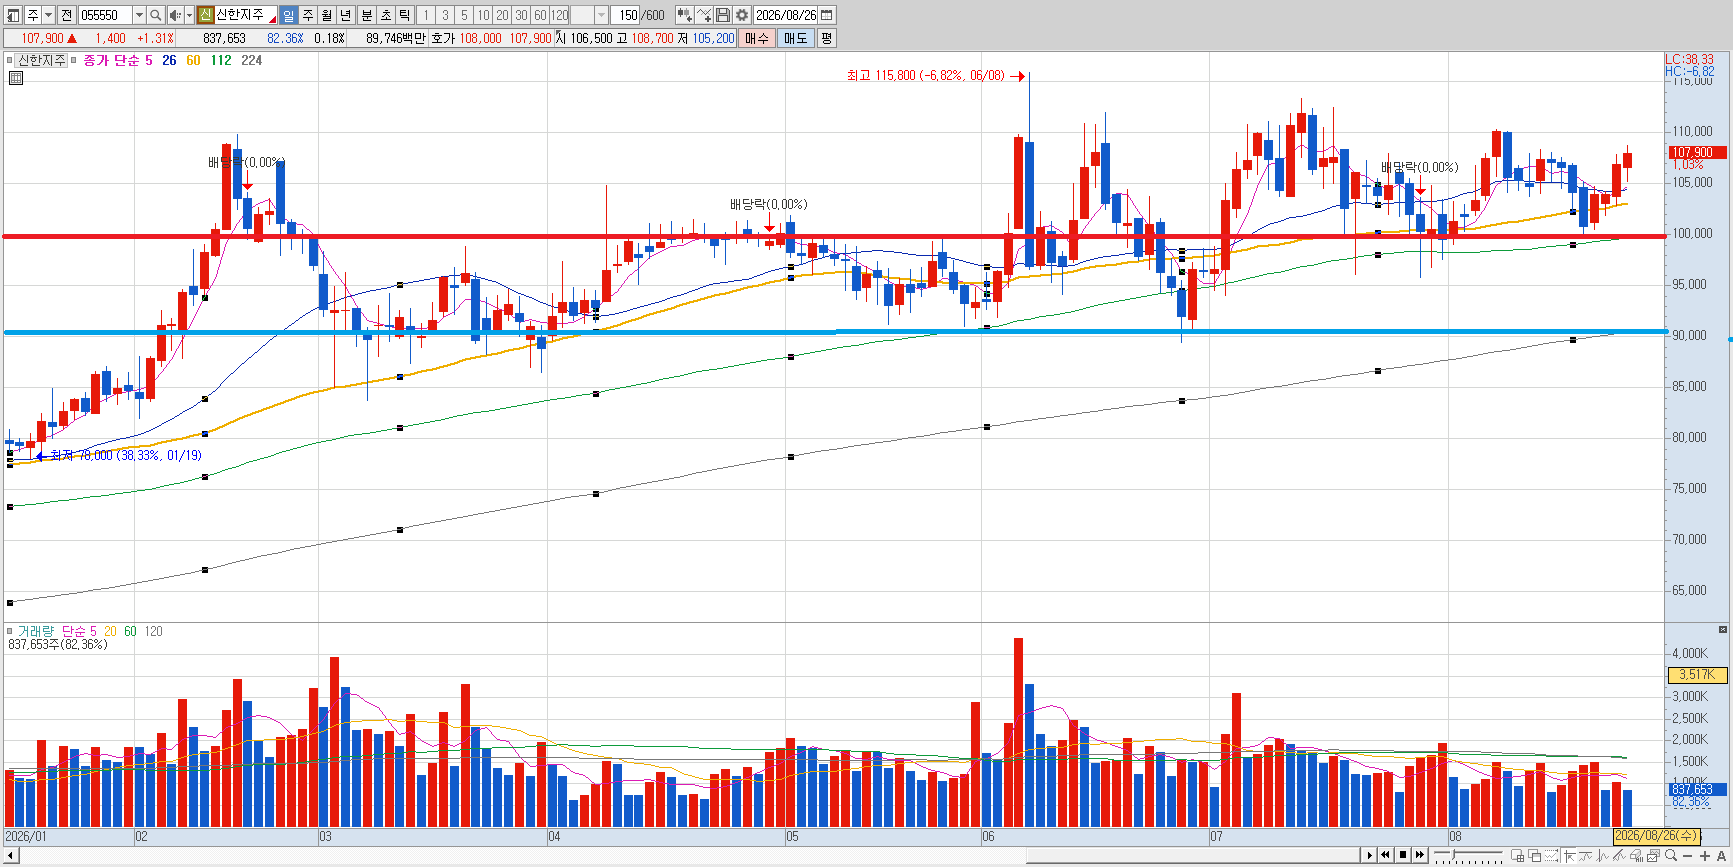 주 전 055550 신 신한지주 일 주 월 년 분 초 틱 1 3 5 10 20 30 60 120 150 /600 2026/08/26
107,900 ▲ 1,400 +1.31% 837,653 82.36% 0.18% 89,746백만 호가 108,000 107,900 시 106,500 고 108,700 저 105,200 매수 매도 평
신한지주 종가 단순 5 26 60 112 224
LC:38,33
HC:-6,82
최고 115,800 (-6,82%, 06/08)
115,000
110,000
107,900
1,03%
105,000
100,000
95,000
90,000
85,000
80,000
75,000
70,000
65,000
배당락(0,00%)
배당락(0,00%)
배당락(0,00%)
최저 78,000 (38,33%, 01/19)
거래량 단순 5 20 60 120
837,653주(82,36%)
4,000K
3,517K
3,000K
2,500K
2,000K
1,500K
1,000K
837,653
82,36%
2026/01 02 03 04 05 06 07 08 2026/08/26(수)
A